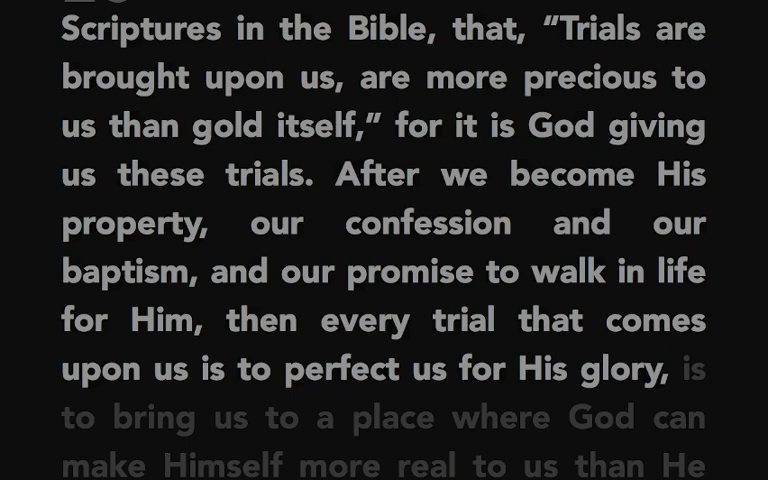 Scriptures in the Bible, that, “Trials are
brought upon us, are more precious to
us than gold itself,” for it is God giving
us these trials. After we become His
property, our confession and our
baptism, and our promise to walk in life
for Him, then every trial that comes
upon us is to perfect us for His glory, is
to bring us to a place where God can
make Himself more real to us than He